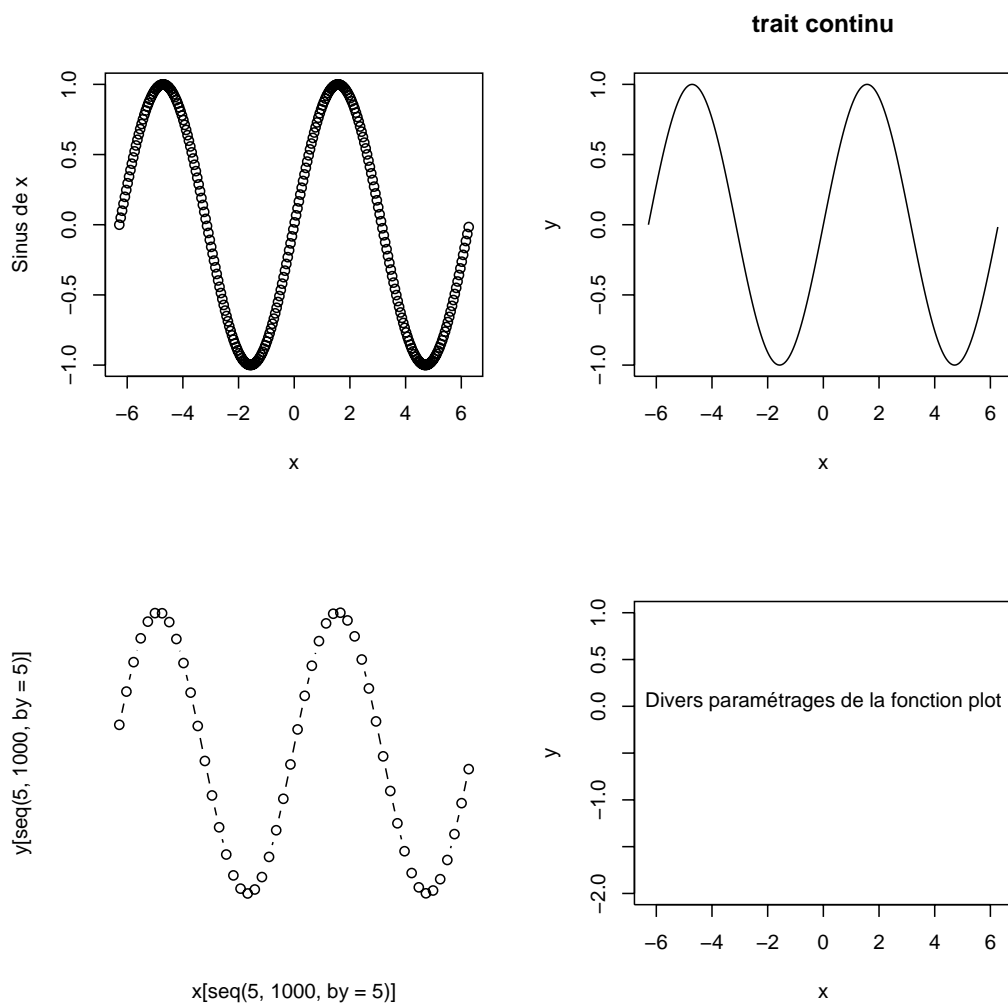 trait continu
1.0
0.5
0.0
−0.5
−1.0
Sinus de x
−6 −4 −2 0 2 4 6
x
1.0
0.5
0.0
−0.5
−1.0
y
−6 −4 −2 0 2 4 6
x
y[seq(5, 1000, by = 5)]
x[seq(5, 1000, by = 5)]
1.0
0.5
0.0
−1.0
−2.0
y
Divers paramétrages de la fonction plot
−6 −4 −2 0 2 4 6
x